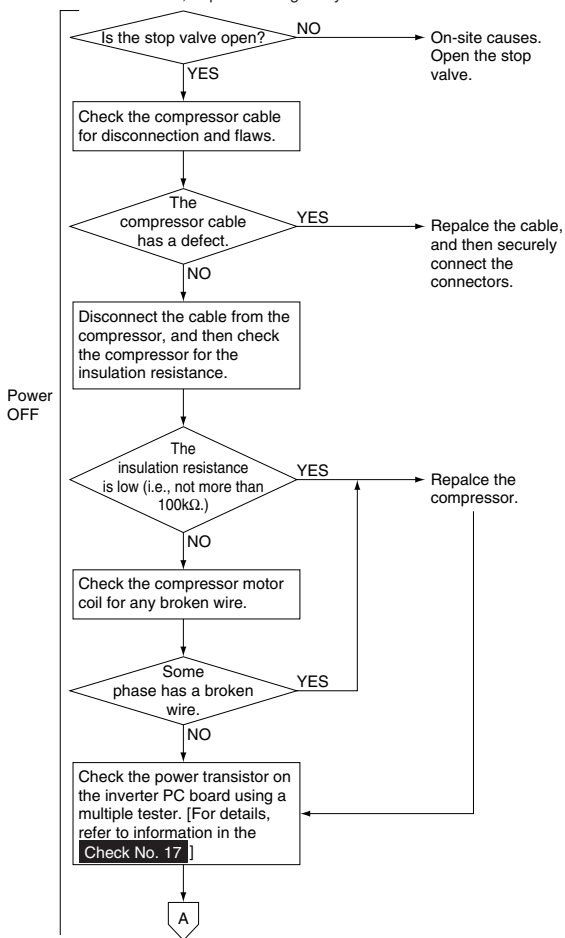 Is the stop valve open?
NO
On-site causes.
Open the stop
valve.
YES
Check the compressor cable
for disconnection and flaws.
The
compressor cable
has a defect.
YES
Repalce the cable,
and then securely
connect the
connectors.
NO
Disconnect the cable from the
compressor, and then check
the compressor for the
insulation resistance.
Power
OFF
The
insulation resistance
is low (i.e., not more than
100kΩ.)
YES
Repalce the
compressor.
NO
Check the compressor motor
coil for any broken wire.
Some
phase has a broken
wire.
YES
NO
Check the power transistor on
the inverter PC board using a
multiple tester. [For details,
refer to information in the
Check No. 17 ]
A